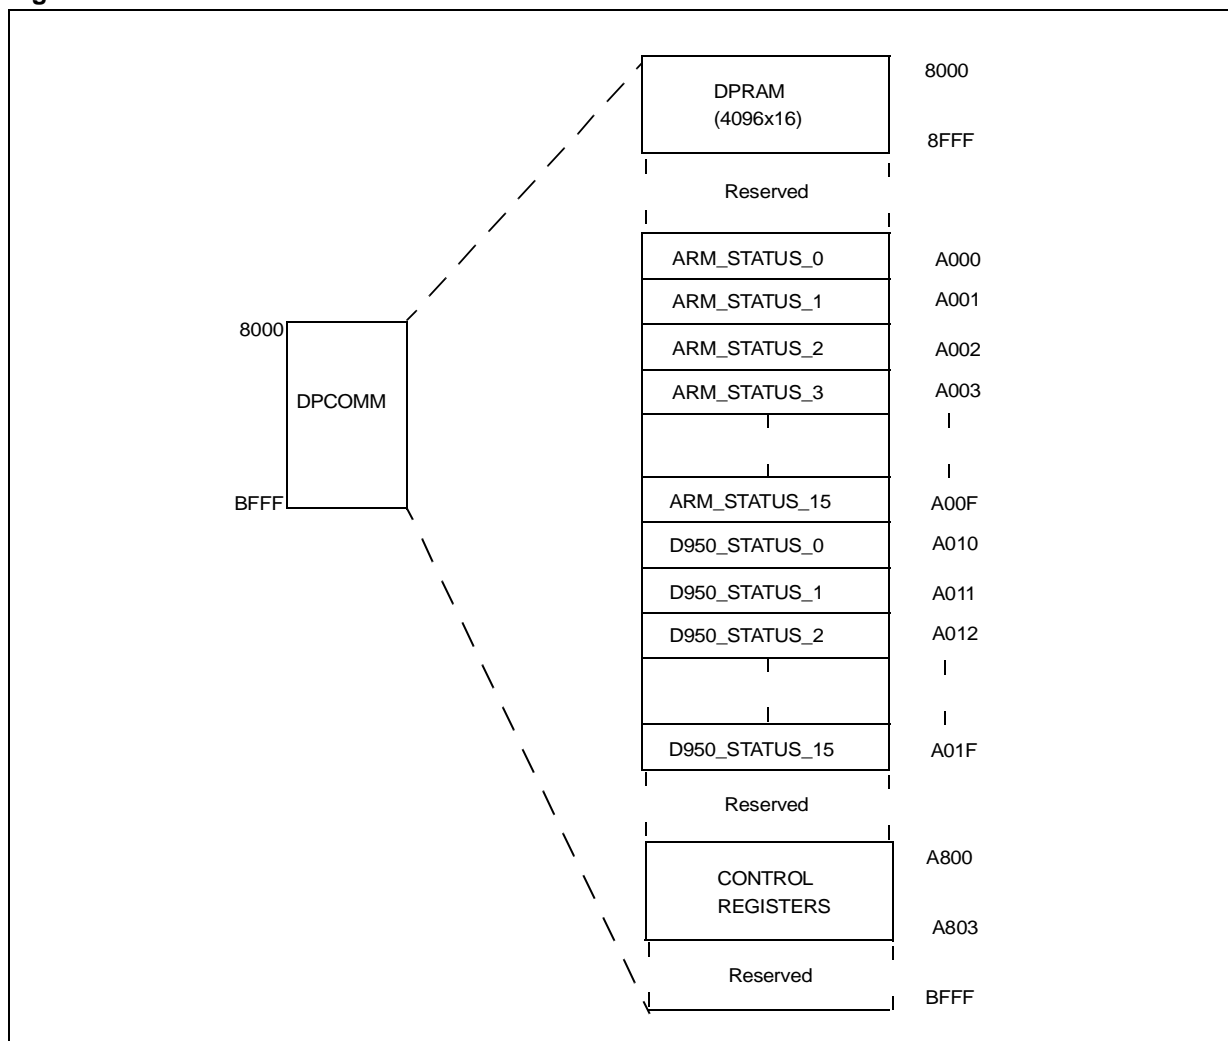 DPRAM
(4096x16)
8000
8FFF
Reserved
ARM_STATUS_0 A000
ARM_STATUS_1 A001
ARM_STATUS_2 A002
ARM_STATUS_3 A003
8000
DPCOMM
BFFF
ARM_STATUS_15 A00F
D950_STATUS_0 A010
D950_STATUS_1 A011
D950_STATUS_2 A012
D950_STATUS_15 A01F
Reserved
CONTROL
REGISTERS
A800
A803
Reserved
BFFF